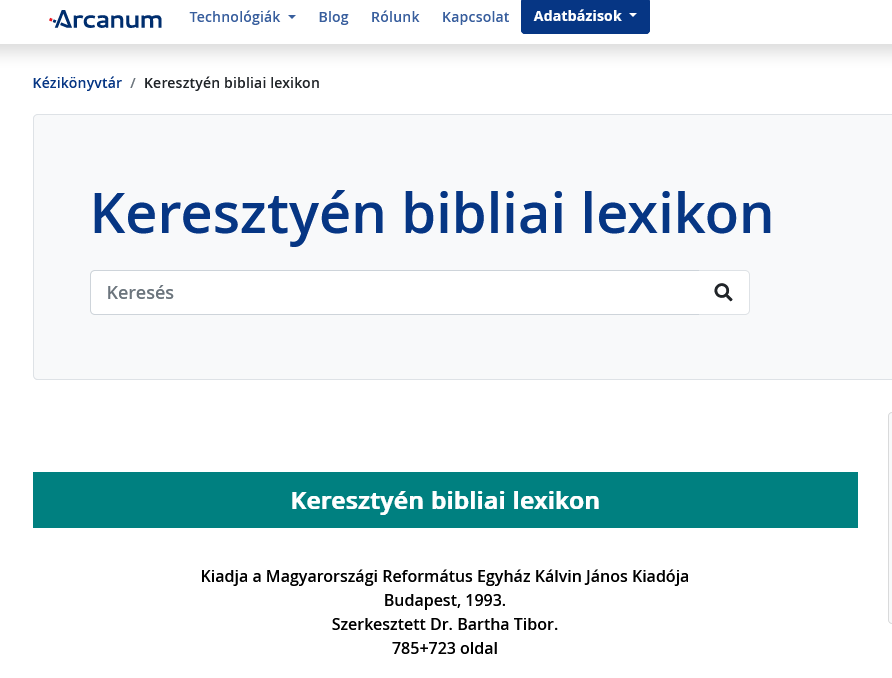 Arcanum Technológiák Blog Rólunk Kapcsolat Adatbázisok
Kézikönyvtár / Keresztyén bibliai lexikon
Keresztyén bibliai lexikon
Keresés
Keresztyén bibliai lexikon
Kiadja a Magyarországi Református Egyház Kálvin János Kiadója
Budapest, 1993.
Szerkesztett Dr. Bartha Tibor.
785+723 oldal